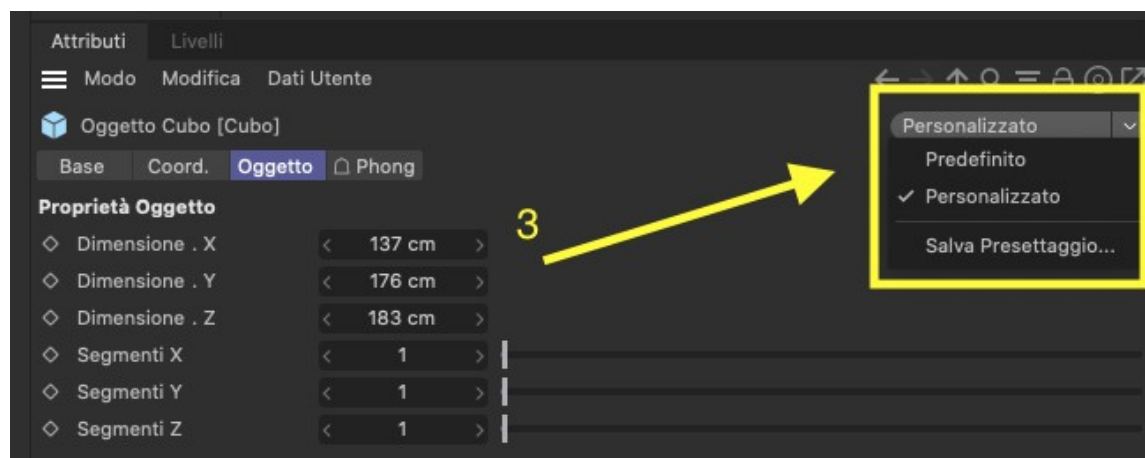 Attributi Livelli
Modo Modifica Dati Utente
Oggetto Cubo [Cubo]
Personalizzato
Predefinito
Personalizzato
Salva Presettaggio...
Base Coord. Oggetto Phong
Proprietà Oggetto
3
Dimensione . X 137 cm
Dimensione . Y 176 cm
Dimensione . Z 183 cm
Segmenti X 1
Segmenti Y 1
Segmenti Z 1